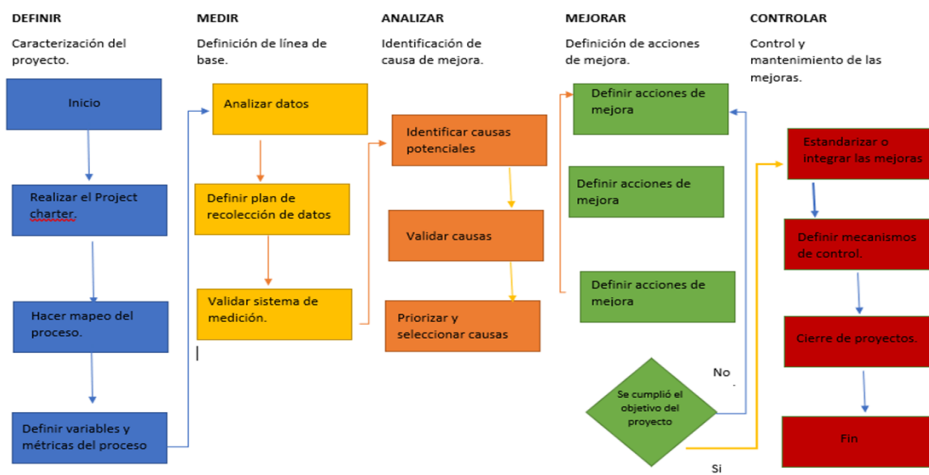 DEFINIR
Caracterización del
proyecto.
Inicio
Realizar el Project
charter.
Hacer mapeo del
proceso.
Definir variables y
métricas del proceso
MEDIR
Definición de línea de
base.
Analizar datos
Definir plan de
recolección de datos
Validar sistema de
medición.
ANALIZAR
Identificación de
causa de mejora.
Identificar causas
potenciales
Validar causas
Priorizar y
seleccionar causas
MEJORAR
Definición de acciones
de mejora.
Definir acciones de
mejora
Definir acciones de
mejora
Definir acciones de
mejora
Se cumplió el
objetivo del
proyecto
No
.
Si
CONTROLAR
Control y
mantenimiento de las
mejoras.
Estandarizar o
Integrar las mejoras
Definir mecanismos
de control.
Cierre de proyectos.
Fin